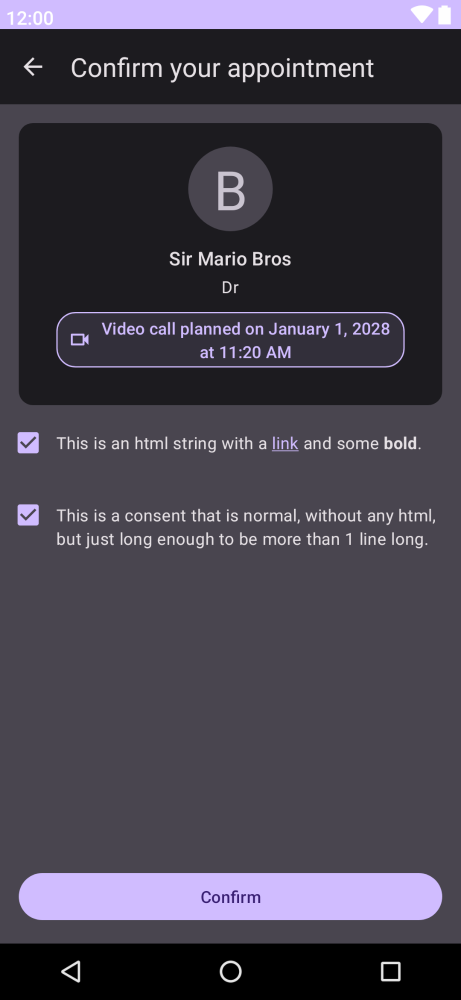 12:00
Confirm your appointment
B
Sir Mario Bros
Dr
Video call planned on January 1, 2028
at 11:20 AM
This is an html string with a link and some bold.
This is a consent that is normal, without any html,
but just long enough to be more than 1 line long.
Confirm